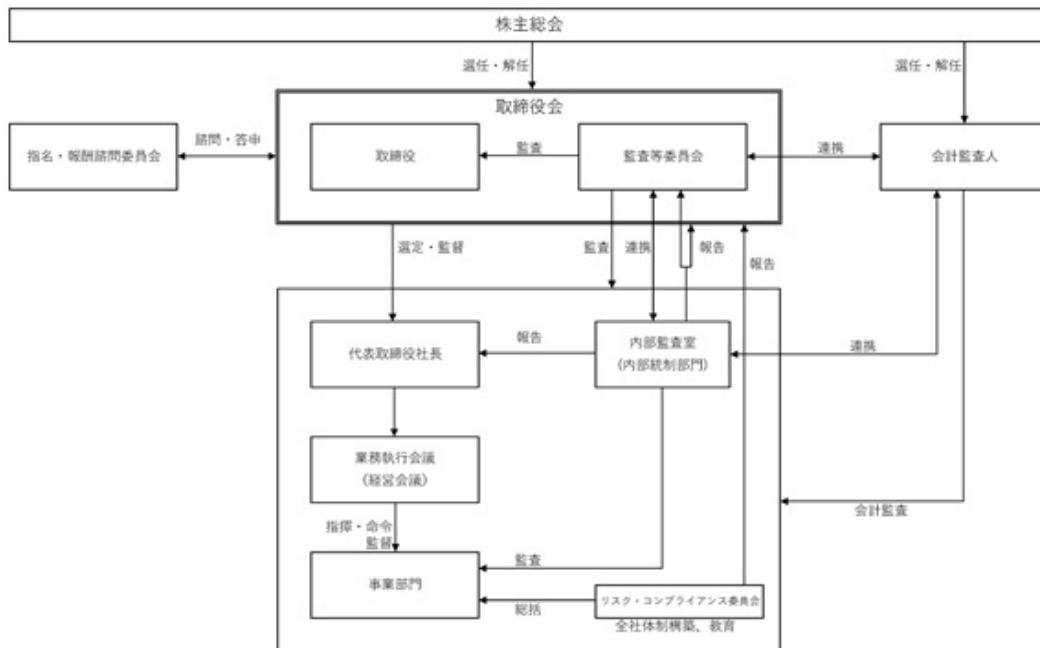 株主総会
選任・解任
選任・解任
取締役会
指名・報酬諮問委員会
諮問・答申
取締役
監査
監査等委員会
連携
会計監査人
選定・監督
監査
連携
報告
報告
代表取締役社長
報告
内部監査室
(内部統制部門)
連携
業務執行会議
(経営会議)
指揮・命令
監督
会計監査
事業部門
監査
総括
リスク・コンプライアンス委員会
全社体制構築、教育